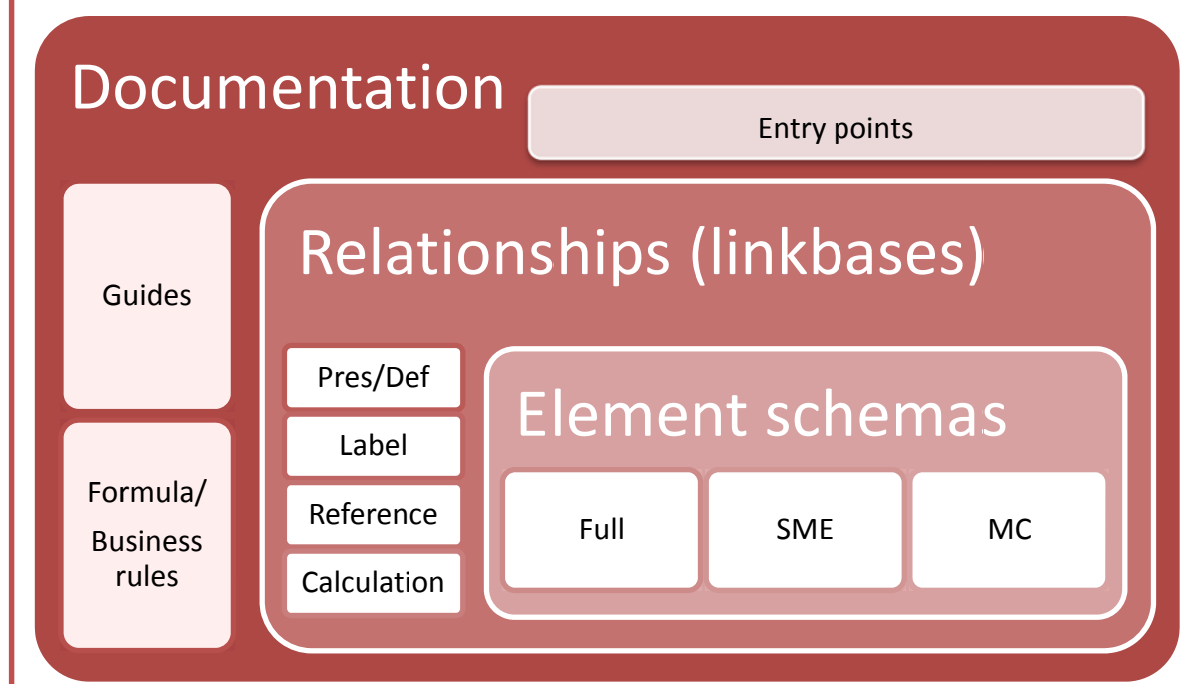 Documentation
Entry points
Guides
Formula/
Business
rules
Relationships (linkbases)
Pres/Def
Label
Reference
Calculation
Element schemas
Full
SME
MC